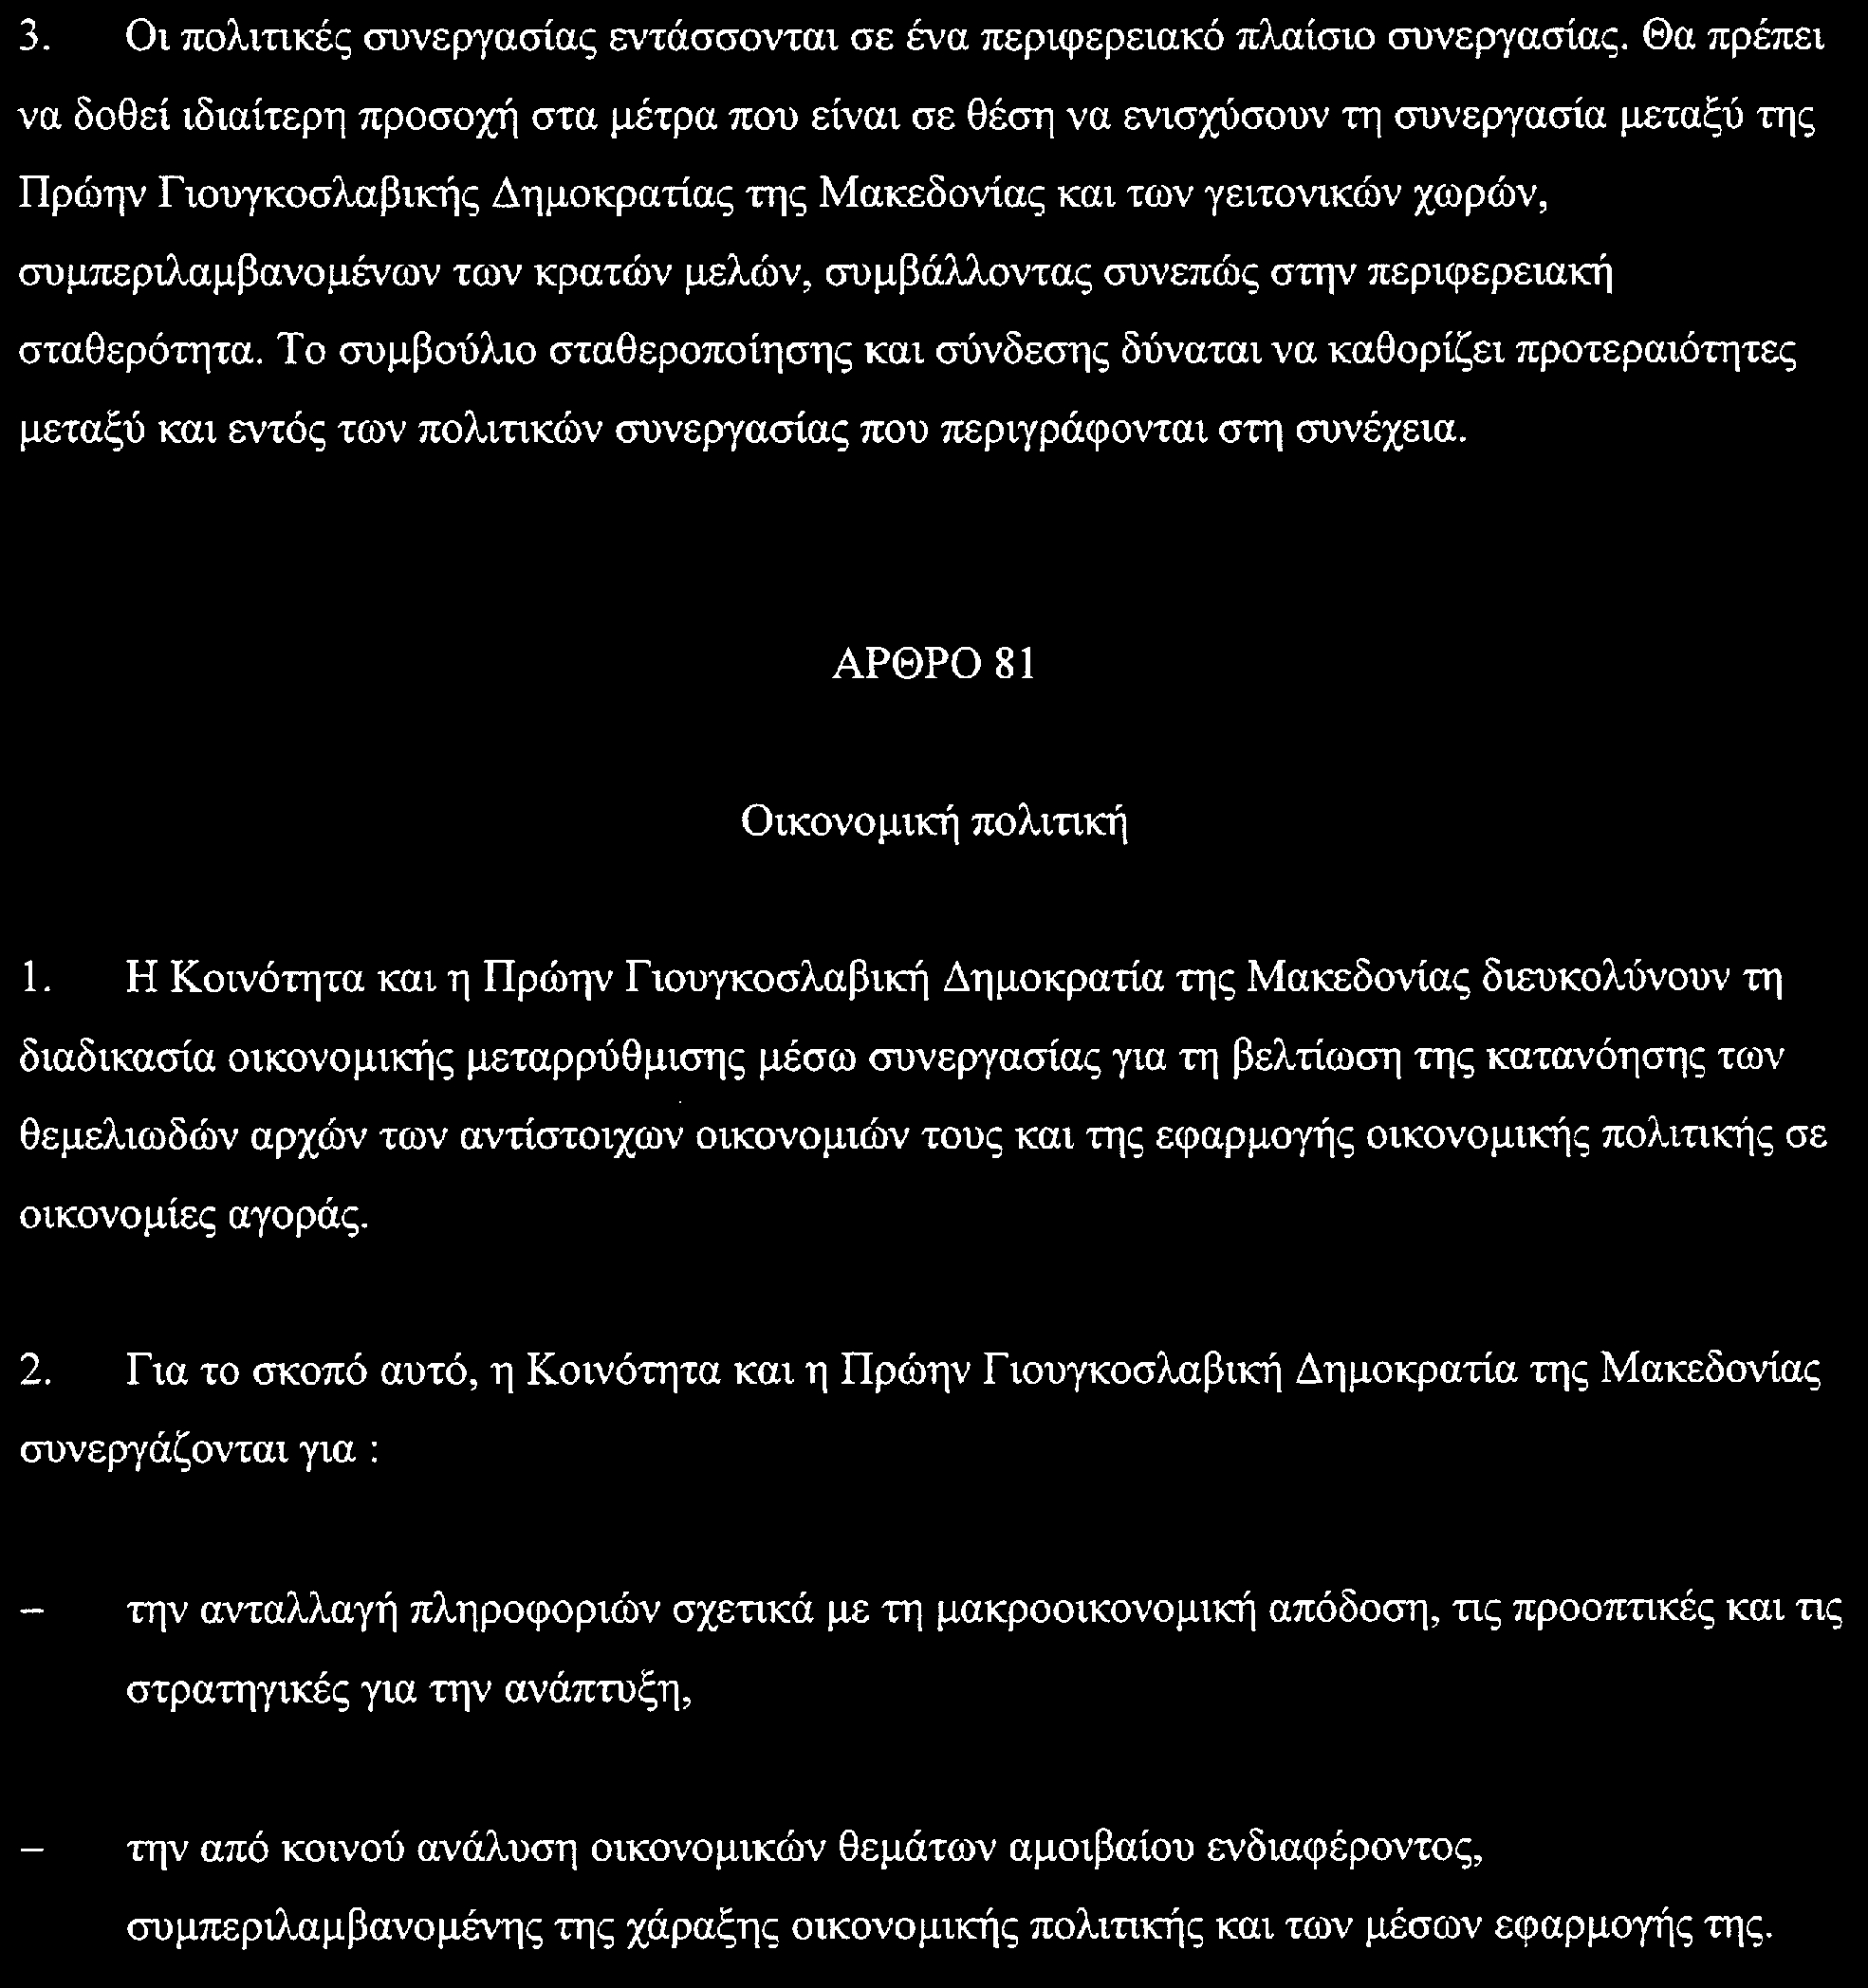 3. Οι πολιτικές συνεργασίας εντάσσονται σε ένα περιφερειακό πλαίσιο συνεργασίας. Θα πρέπει
να δοθεί ιδιαίτερη προσοχή στα μέτρα που είναι σε θέση να ενισχύσουν τη συνεργασία μεταξύ της
Πρώην Γιουγκοσλαβικής Δημοκρατίας της Μακεδονίας και των γειτονικών χωρών,
συμπεριλαμβανομένων των κρατών μελών, συμβάλλοντας συνεπώς στην περιφερειακή
σταθερότητα. Το συμβούλιο σταθεροποίησης και σύνδεσης δύναται να καθορίζει προτεραιότητες
μεταξύ και εντός των πολιτικών συνεργασίας που περιγράφονται στη συνέχεια.
ΑΡΘΡΟ 81
Οικονομική πολιτική
1. Η Κοινότητα και η Πρώην Γιουγκοσλαβική Δημοκρατία της Μακεδονίας διευκολύνουν τη
διαδικασία οικονομικής μεταρρύθμισης μέσω συνεργασίας για τη βελτίωση της κατανόησης των
θεμελιωδών αρχών των αντίστοιχων οικονομιών τους και της εφαρμογής οικονομικής πολιτικής σε
οικονομίες αγοράς.
2. Για το σκοπό αυτό, η Κοινότητα και η Πρώην Γιουγκοσλαβική Δημοκρατία της Μακεδονίας
συνεργάζονται για :
– την ανταλλαγή πληροφοριών σχετικά με τη μακροοικονομική απόδοση, τις προοπτικές και τις
στρατηγικές για την ανάπτυξη,
– την από κοινού ανάλυση οικονομικών θεμάτων αμοιβαίου ενδιαφέροντος,
συμπεριλαμβανομένης της χάραξης οικονομικής πολιτικής και των μέσων εφαρμογής της.